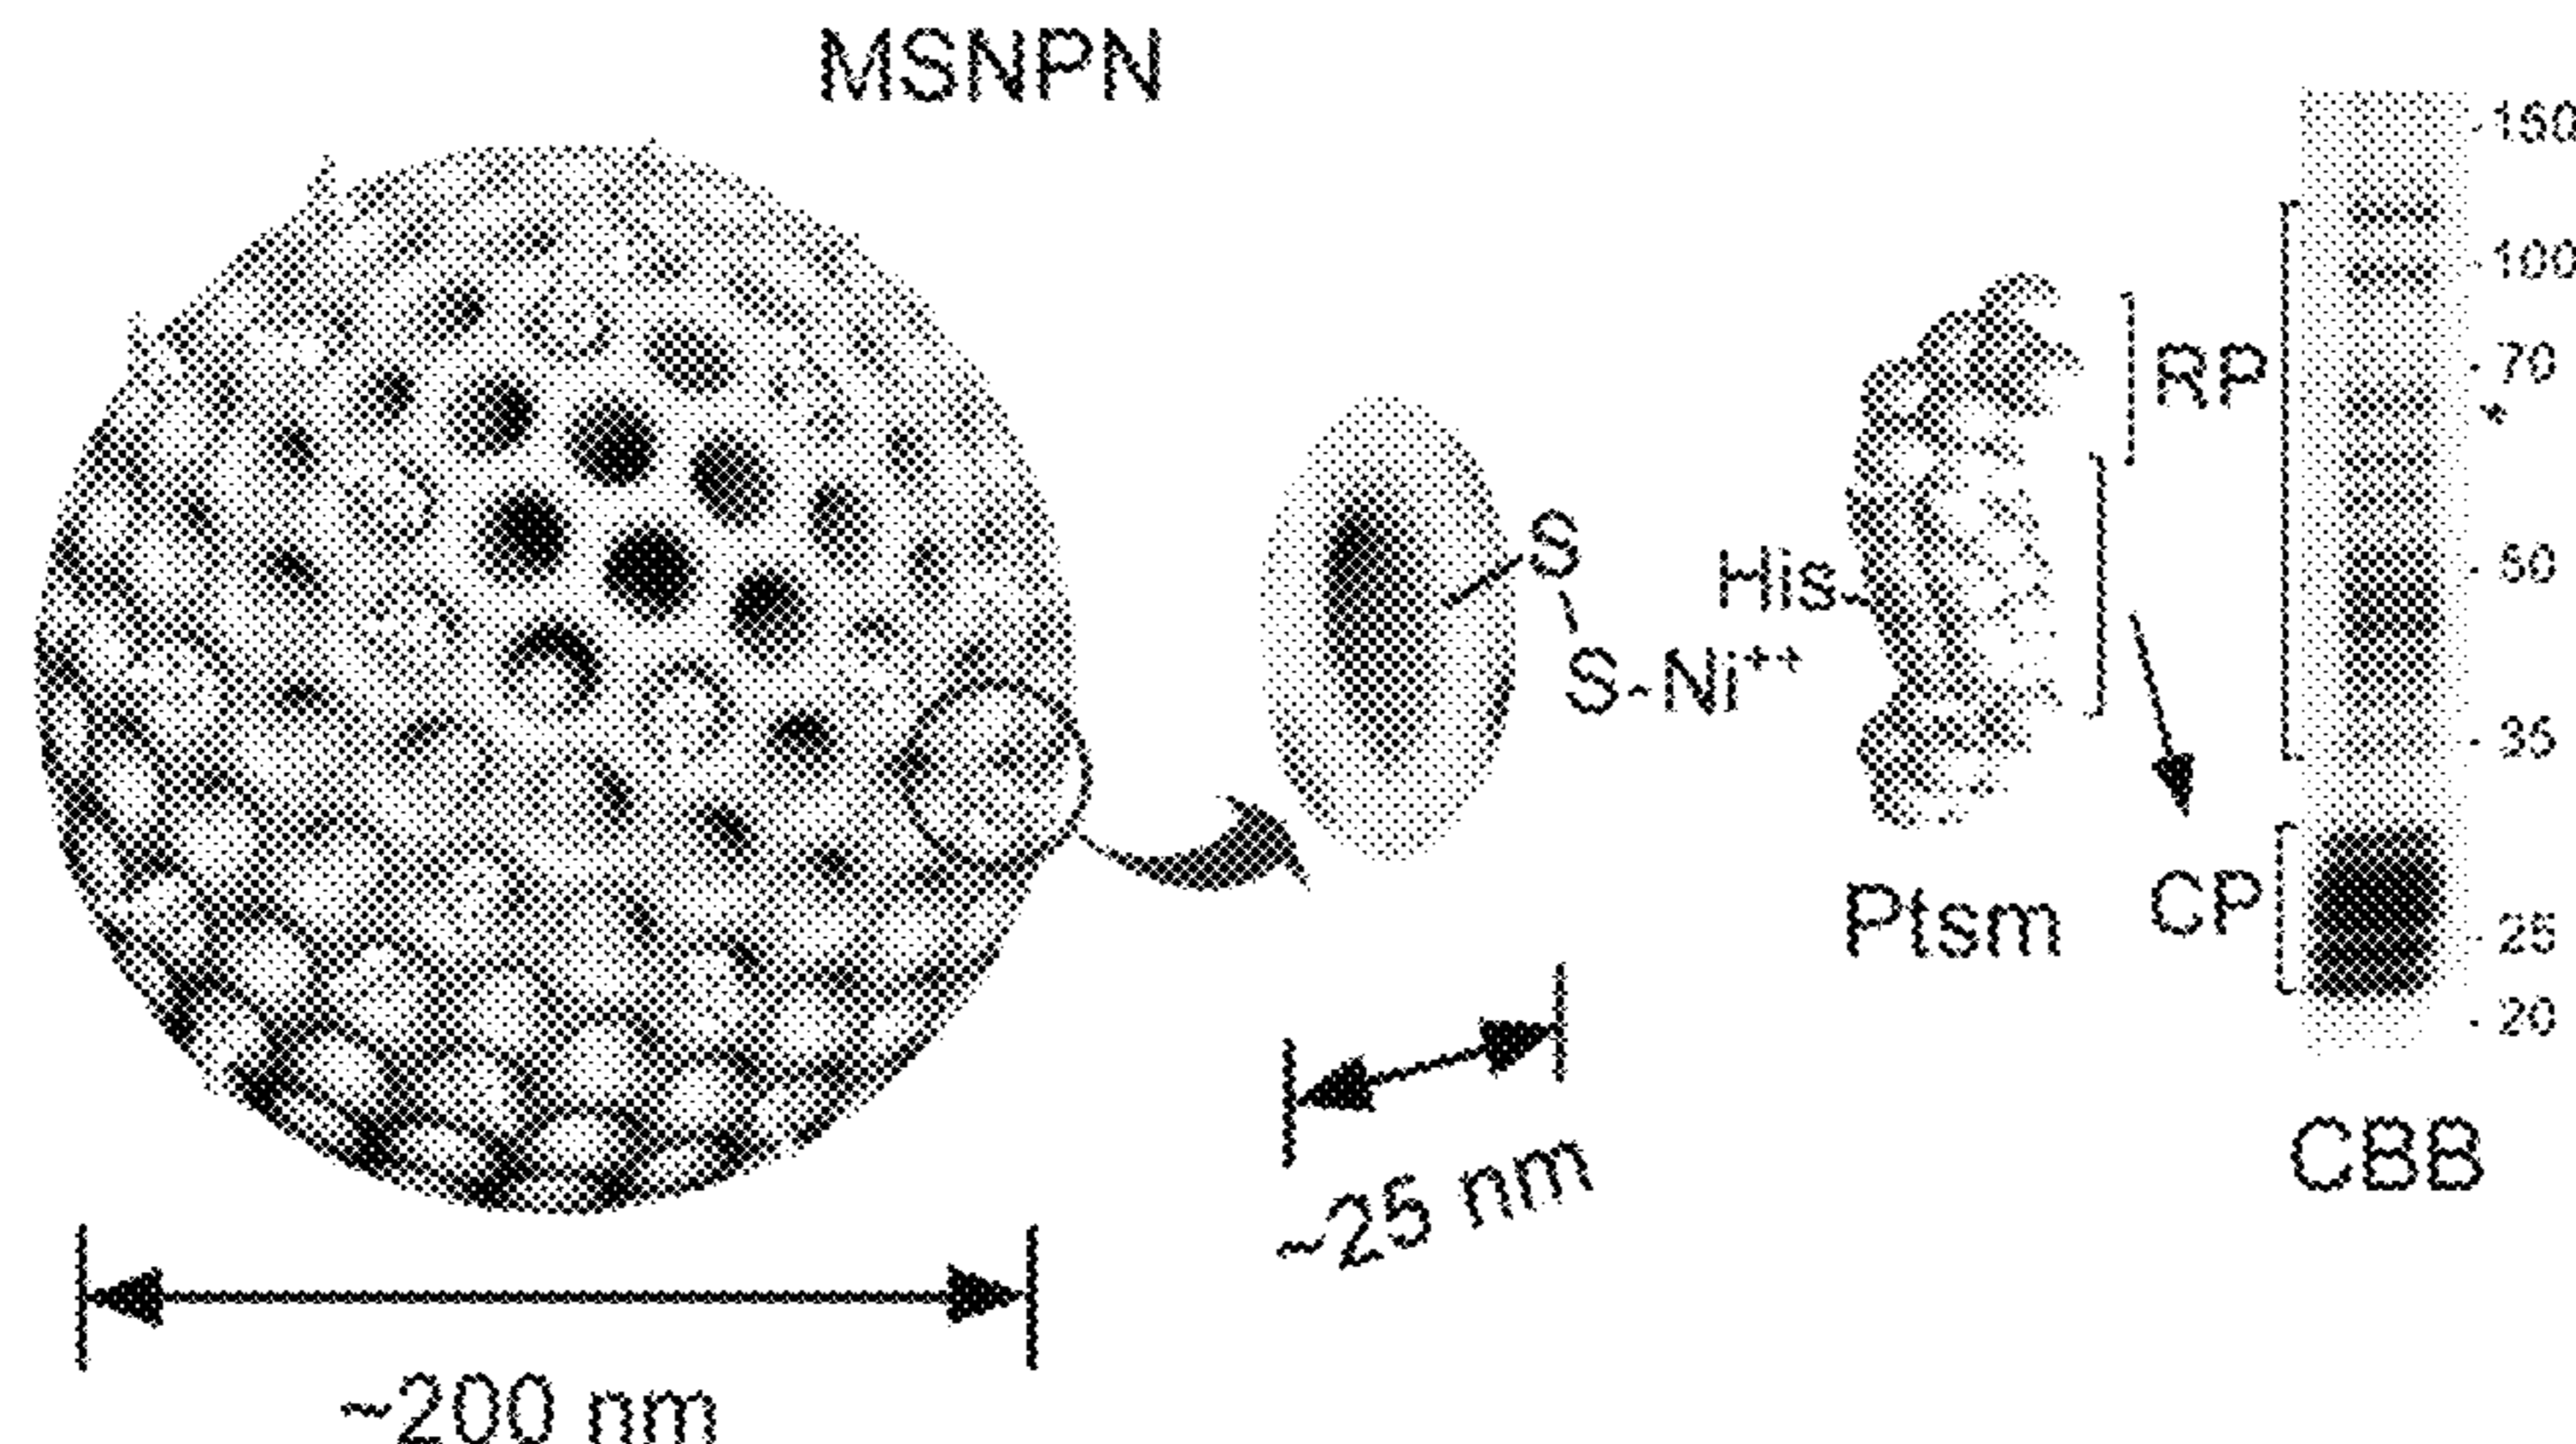 MSNPN
S
S-Ni++
His
Ptsm
RP
CP
150
100
70
*
50
35
25
20
CBB
~25 nm
~200 nm